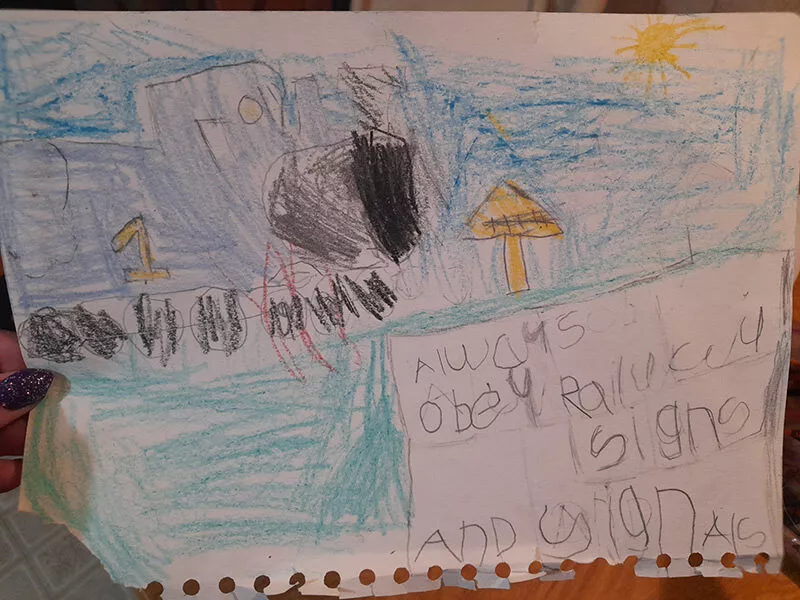 1
Always
Obey Railway
signs
AND signAls